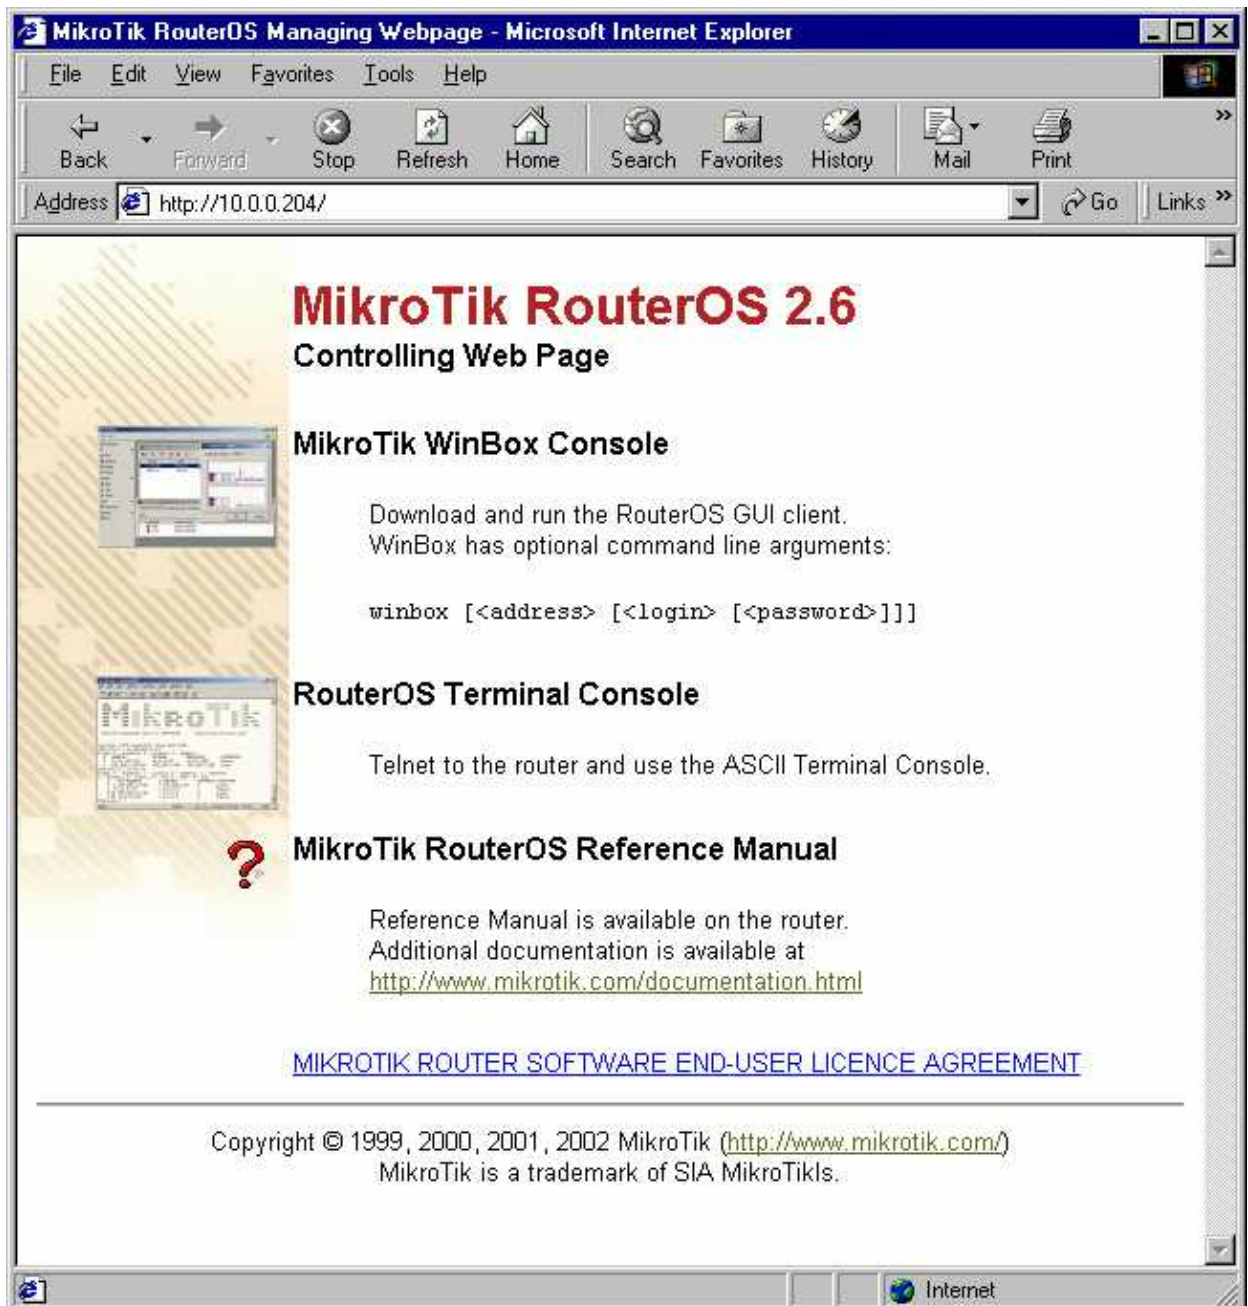 MikroTik RouterOS Managing Webpage - Microsoft Internet Explorer
File Edit View Favorites Tools Help
Back Forward Stop Refresh Home Search Favorites History Mail Print »
Address http://10.0.0.204/ Go Links »
MikroTik RouterOS 2.6
Controlling Web Page
MikroTik WinBox Console
Download and run the RouterOS GUI client.
WinBox has optional command line arguments:
winbox [<address> [<login> [<password>]]]
RouterOS Terminal Console
MikroTik
Telnet to the router and use the ASCII Terminal Console.
MikroTik RouterOS Reference Manual
Reference Manual is available on the router.
Additional documentation is available at
http://www.mikrotik.com/documentation.html
MIKROTIK ROUTER SOFTWARE END-USER LICENCE AGREEMENT
Copyright © 1999, 2000, 2001, 2002 MikroTik (http://www.mikrotik.com/)
MikroTik is a trademark of SIA MikroTikls.
Internet